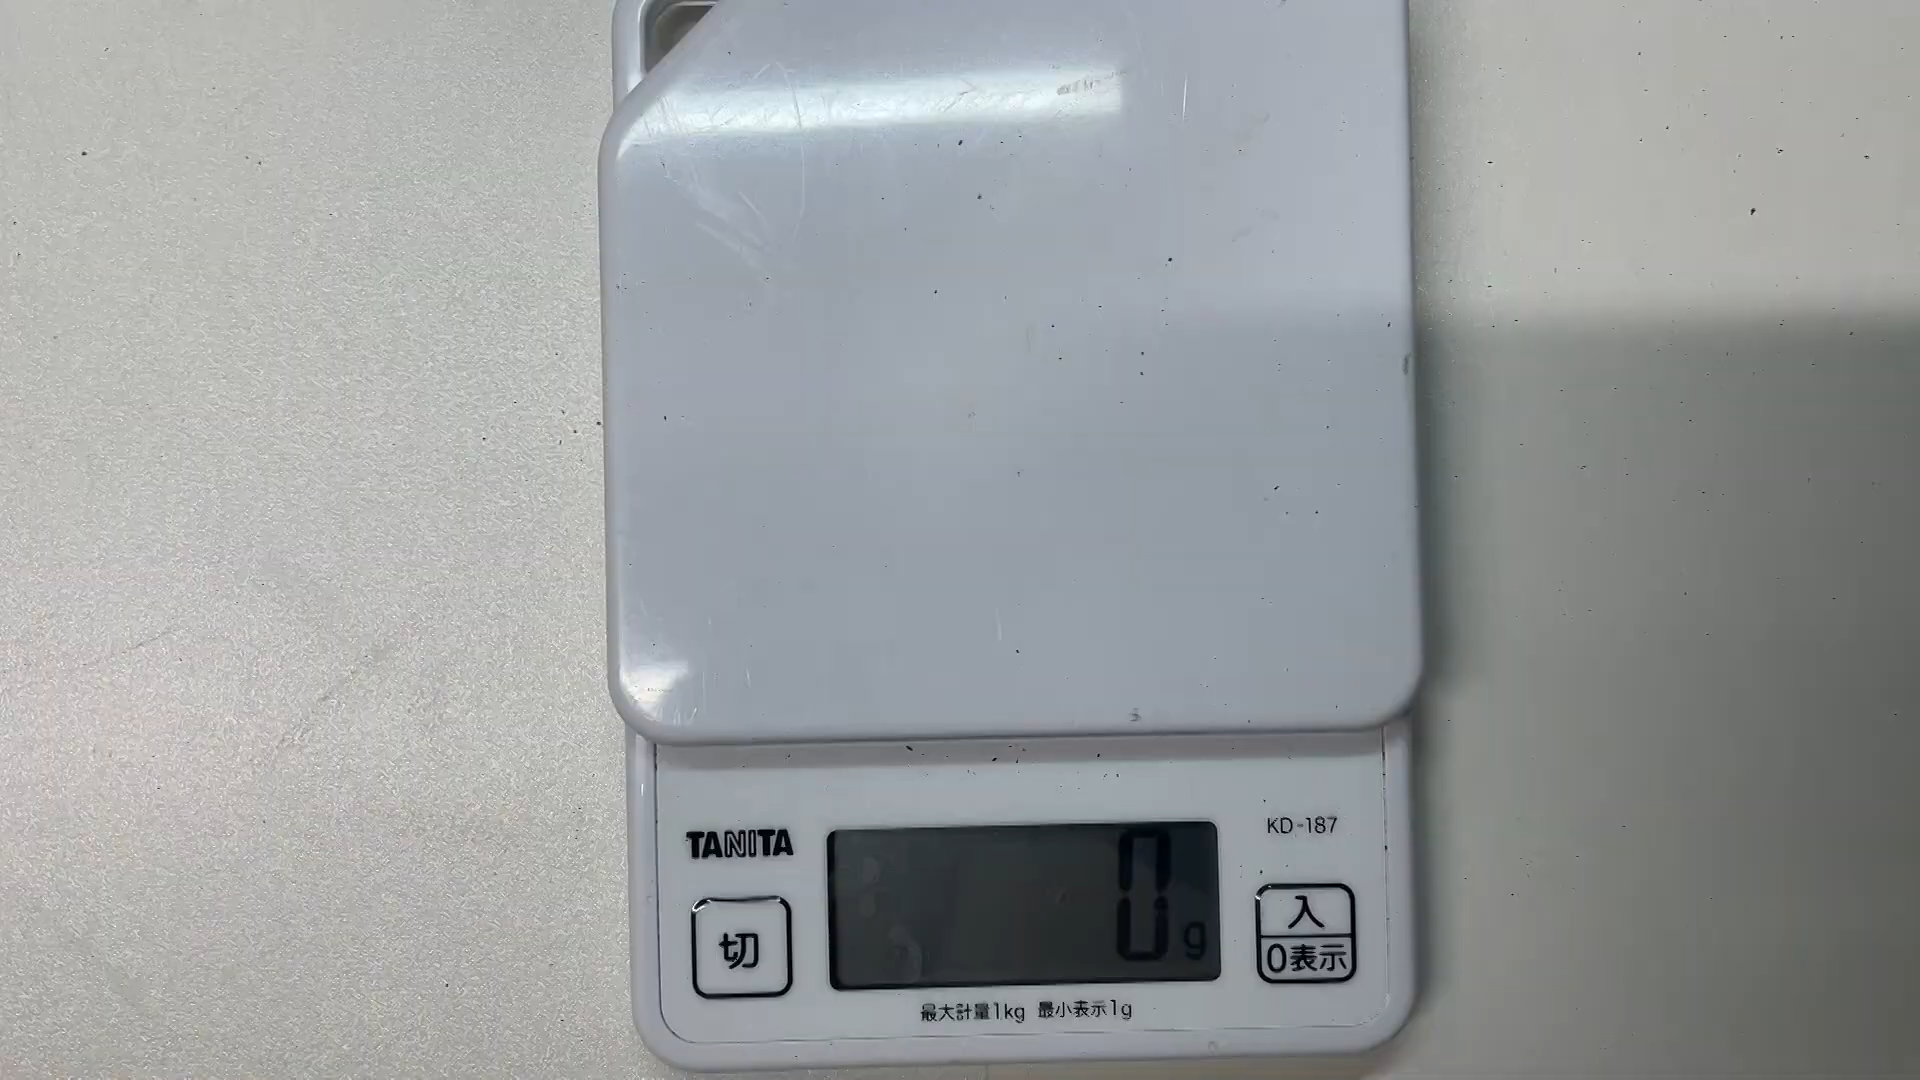 TANITA
KD-187
切
0g
入
0表示
最大計量1kg 最小表示1g